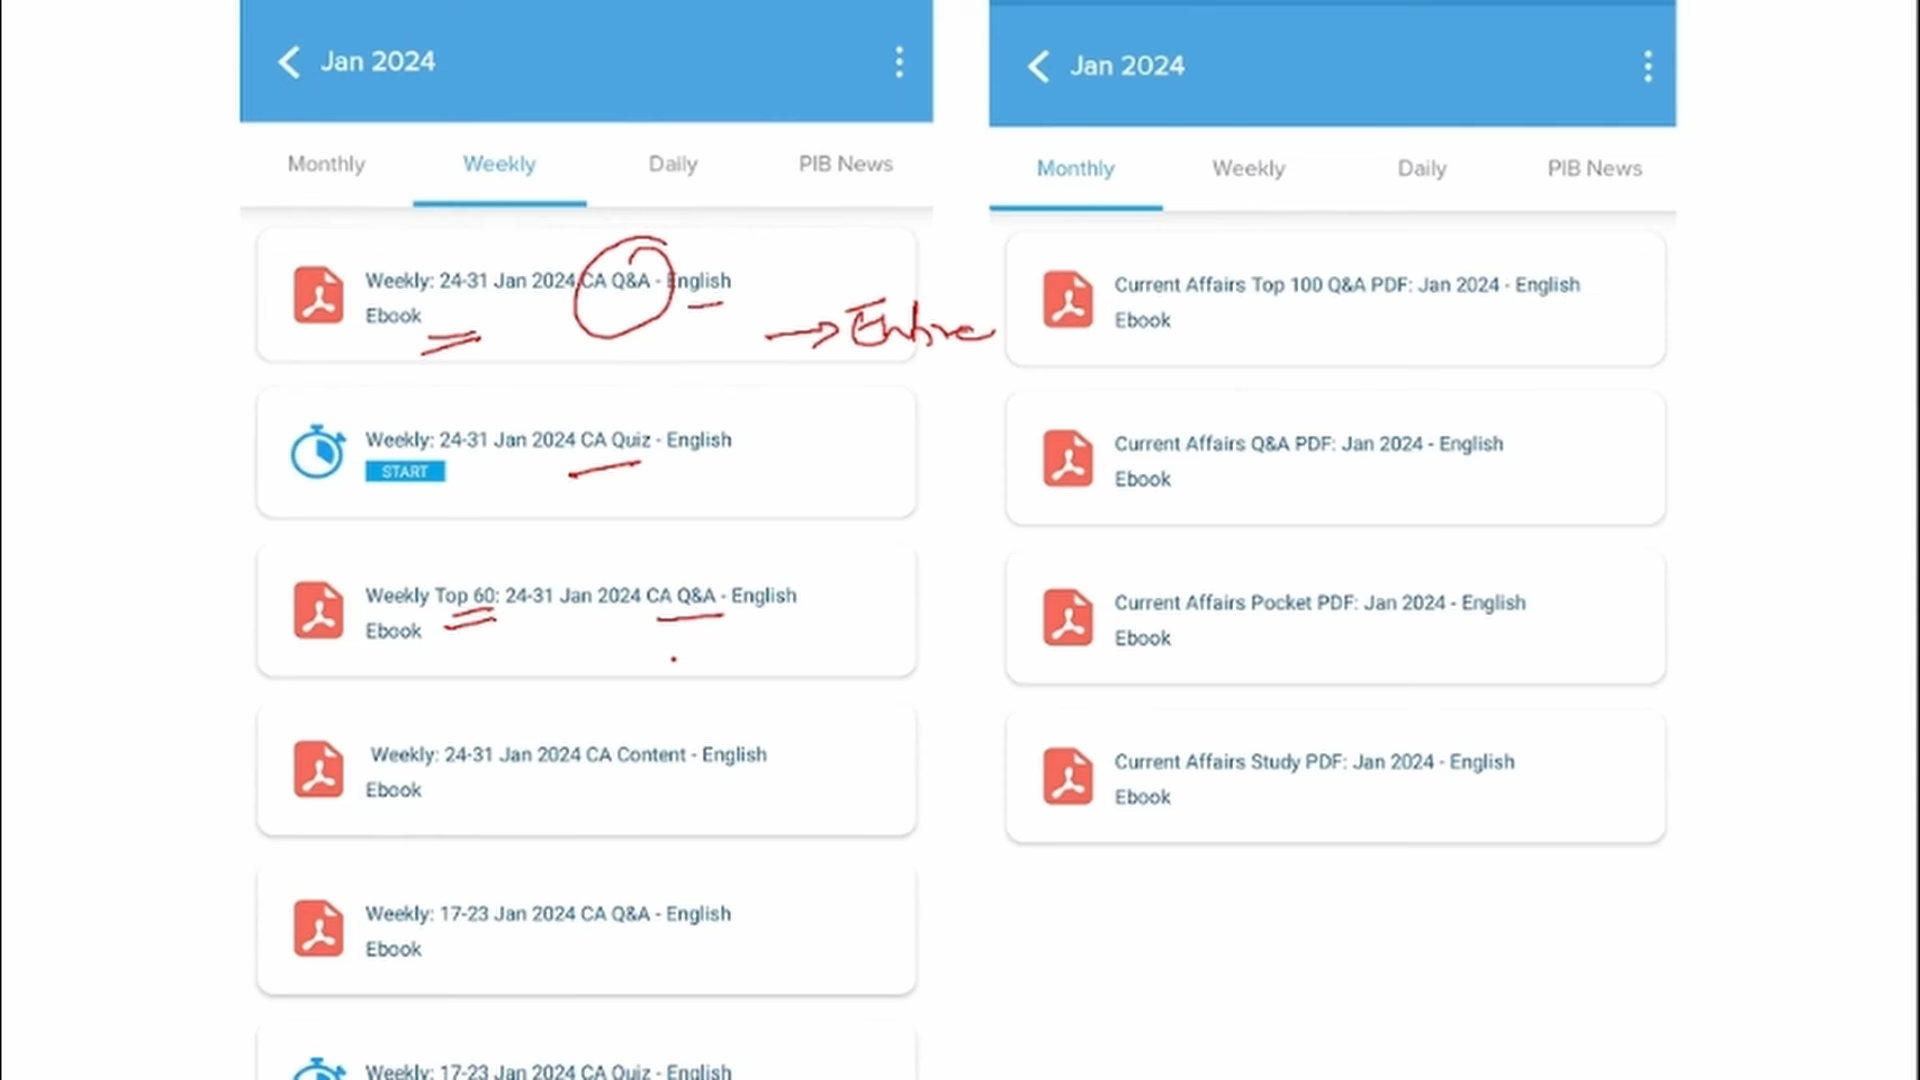 Jan 2024
Monthly Weekly Daily PIB News
Weekly: 24-31 Jan 2024 CA Q&A - English
Ebook
→ Entire
Weekly: 24-31 Jan 2024 CA Quiz - English
START
Weekly Top 60: 24-31 Jan 2024 CA Q&A - English
Ebook
Weekly: 24-31 Jan 2024 CA Content - English
Ebook
Weekly: 17-23 Jan 2024 CA Q&A - English
Ebook
Weekly: 17-23 Jan 2024 CA Quiz - English
Jan 2024
Monthly Weekly Daily PIB News
Current Affairs Top 100 Q&A PDF: Jan 2024 - English
Ebook
Current Affairs Q&A PDF: Jan 2024 - English
Ebook
Current Affairs Pocket PDF: Jan 2024 - English
Ebook
Current Affairs Study PDF: Jan 2024 - English
Ebook